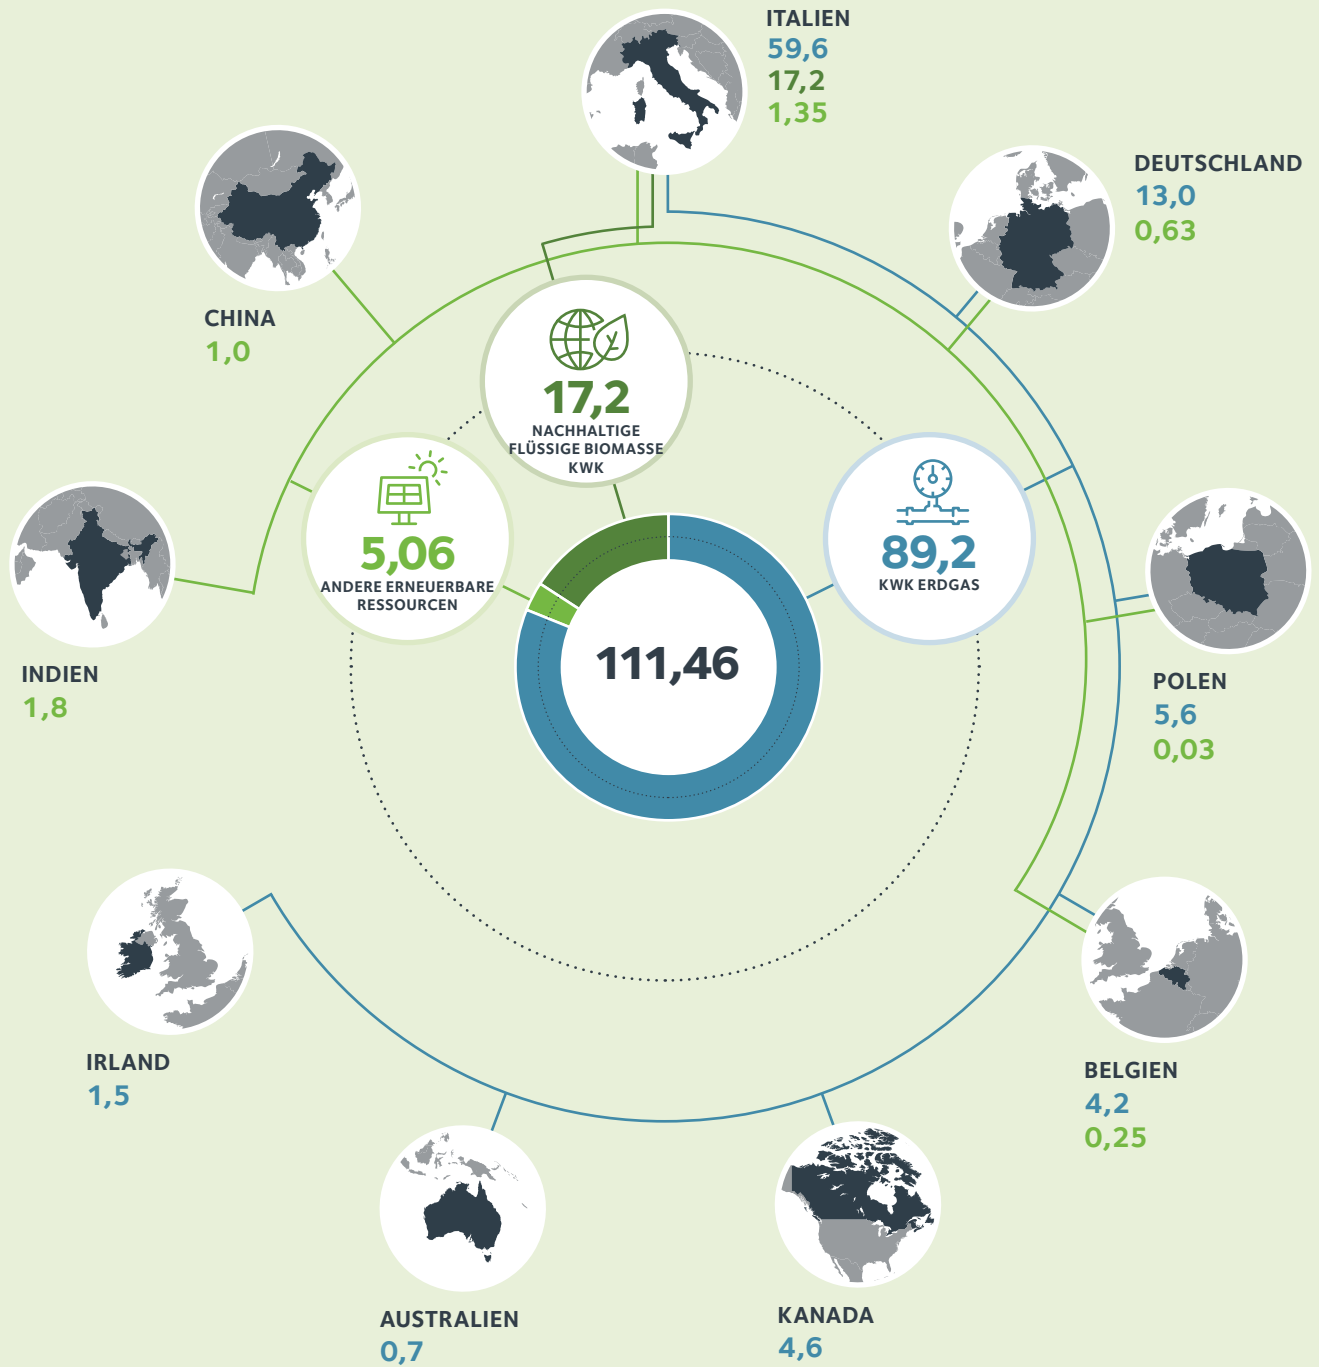 ITALIEN
59,6
17,2
1,35
DEUTSCHLAND
13,0
0,63
CHINA
1,0
17,2
NACHHALTIGE
FLÜSSIGE BIOMASSE
KWK
5,06
ANDERE ERNEUERBARE
RESSOURCEN
89,2
KWK ERDGAS
111,46
INDIEN
1,8
POLEN
5,6
0,03
IRLAND
1,5
BELGIEN
4,2
0,25
AUSTRALIEN
0,7
KANADA
4,6